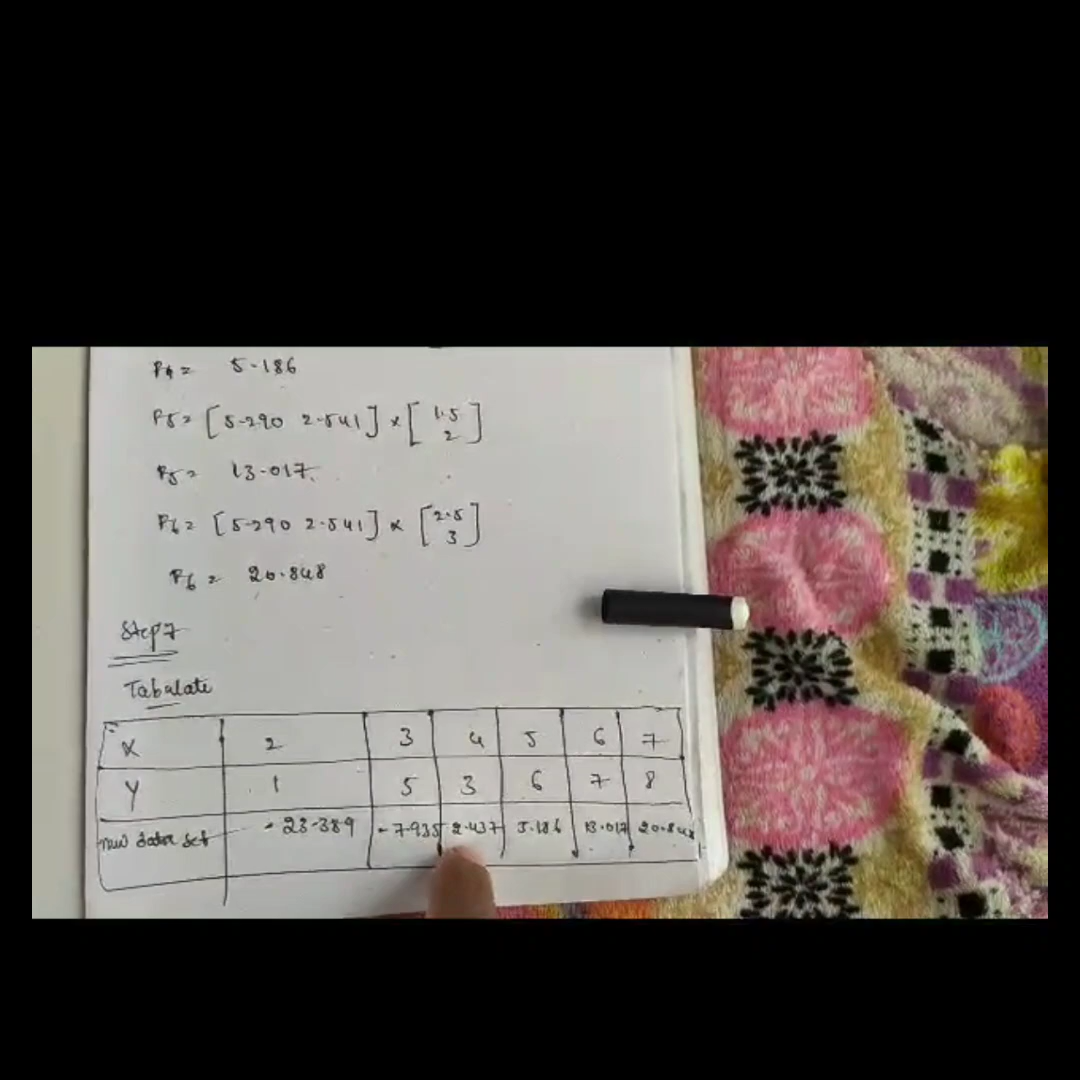 P4 = 5.186
P5 = [5.290 2.541] x [1.5
2]
P5 = 13.017
P6 = [5.290 2.541] x [2.5
3]
P6 = 20.848
Step 7
Tabulate
X 2 3 4 5 6 7
Y 1 5 3 6 7 8
new data set -23.389 -7.935 2.437 5.186 13.017 20.848